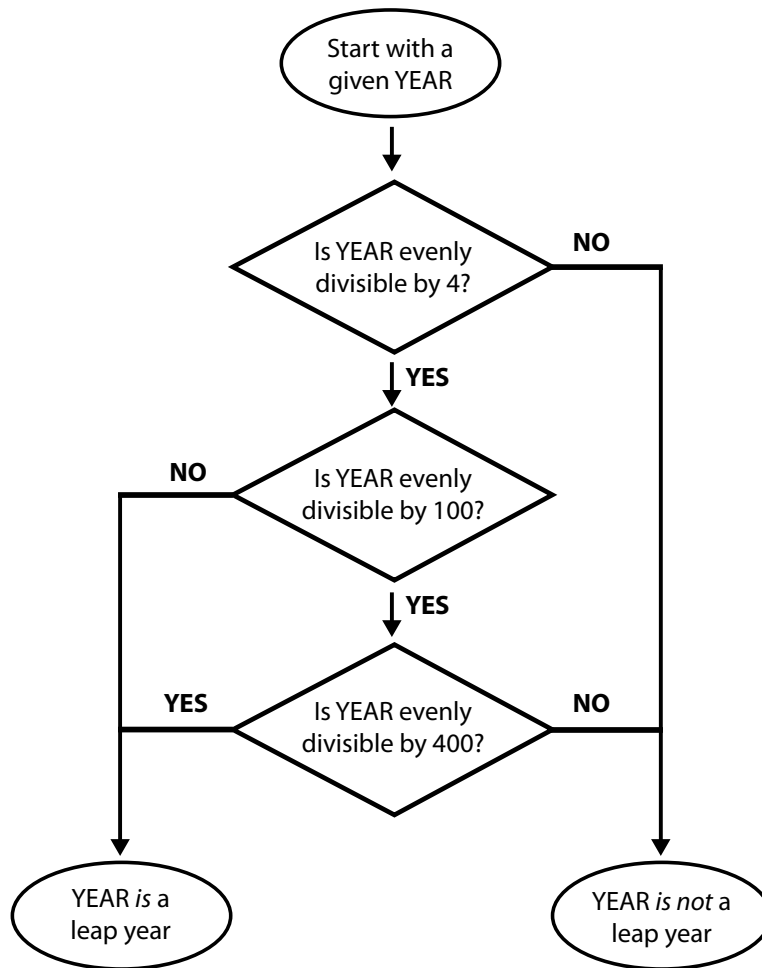 Start with a
given YEAR
Is YEAR evenly
divisible by 4?
NO
YES
NO
Is YEAR evenly
divisible by 100?
YES
YES
Is YEAR evenly
divisible by 400?
NO
YEAR is a
leap year
YEAR is not a
leap year